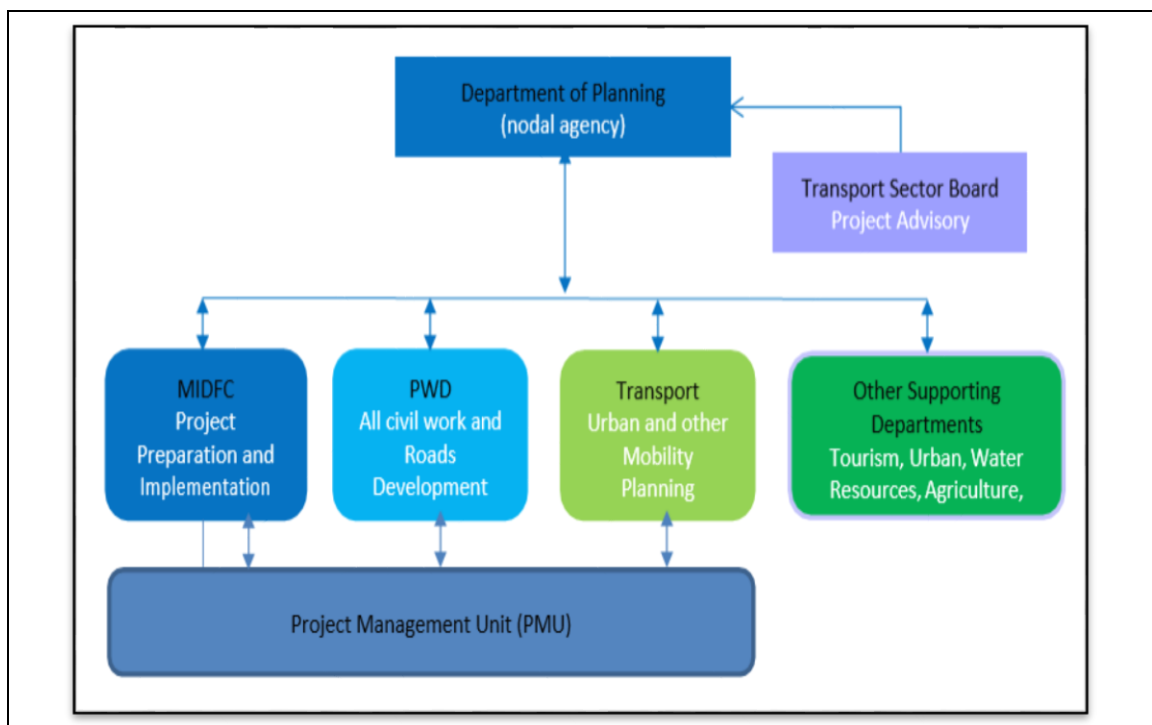 Department of Planning
(nodal agency)
Transport Sector Board
Project Advisory
MIDFC
Project
Preparation and
Implementation
PWD
All civil work and
Roads
Development
Transport
Urban and other
Mobility
Planning
Other Supporting
Departments
Tourism, Urban, Water
Resources, Agriculture,
Project Management Unit (PMU)